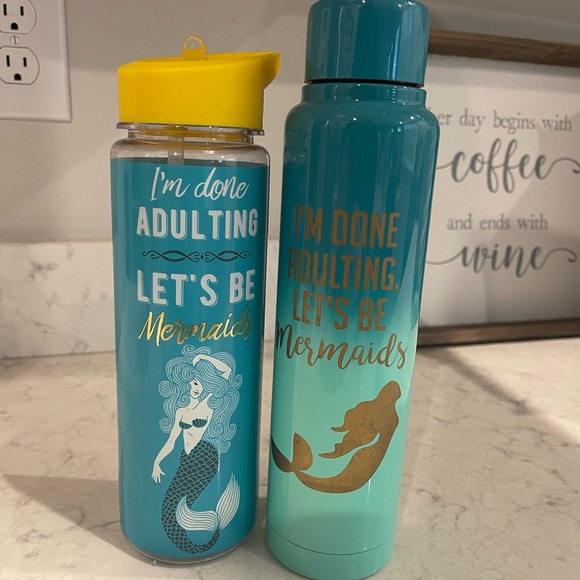 I'm done
ADULTING
LET'S BE
Mermaids
I'M DONE
ADULTING.
LET'S BE
Mermaids
day begins with
coffee
and ends with
wine